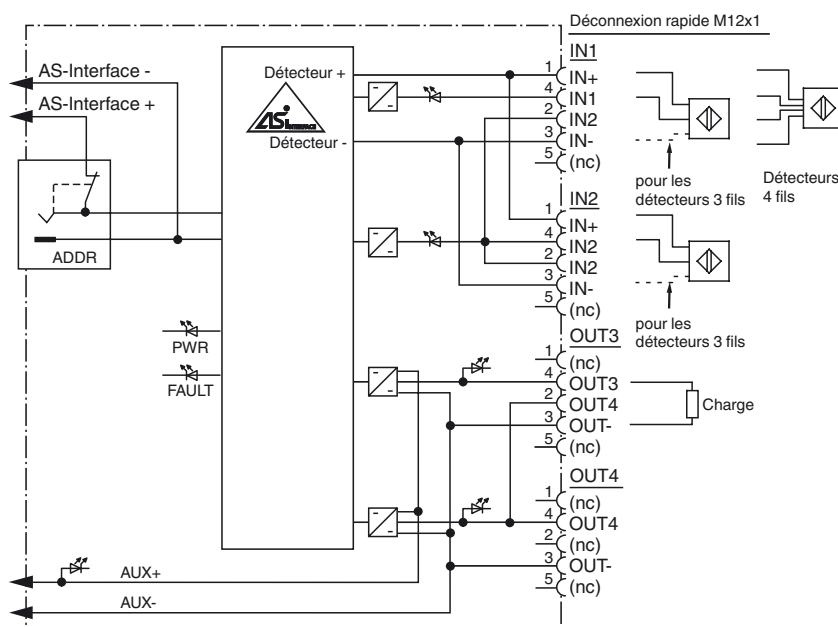 Déconnexion rapide M12x1
AS-Interface -
AS-Interface +
ADDR
PWR
FAULT
AUX+
AUX-
Détecteur +
ASi
INTERFACE
Détecteur -
IN1
1 IN+
4 IN1
2 IN2
3 IN-
5 (nc)
pour les
détecteurs 3 fils
Détecteurs
4 fils
IN2
1 IN+
4 IN2
2 IN2
3 IN-
5 (nc)
pour les
détecteurs 3 fils
OUT3
1 (nc)
4 OUT3
2 OUT4
3 OUT-
5 (nc)
Charge
OUT4
1 (nc)
4 OUT4
2 (nc)
3 OUT-
5 (nc)